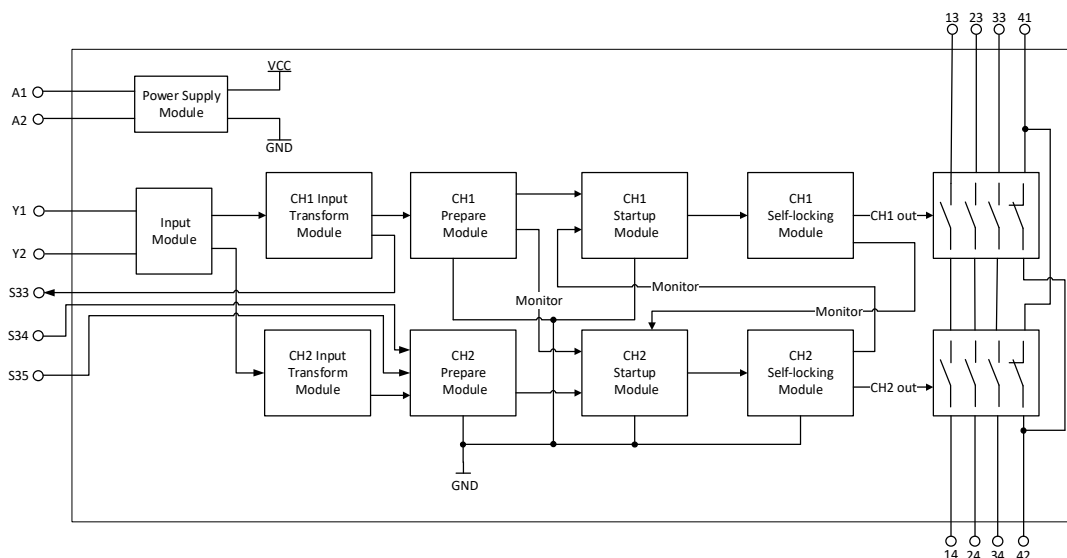 13 23 33 41
A1
A2
Power Supply
Module
VCC
GND
Y1
Y2
S33
S34
S35
Input
Module
CH1 Input
Transform
Module
CH1
Prepare
Module
CH1
Startup
Module
CH1
Self-locking
Module
CH1 out
Monitor
Monitor
Monitor
CH2 Input
Transform
Module
CH2
Prepare
Module
CH2
Startup
Module
CH2
Self-locking
Module
CH2 out
GND
14 24 34 42